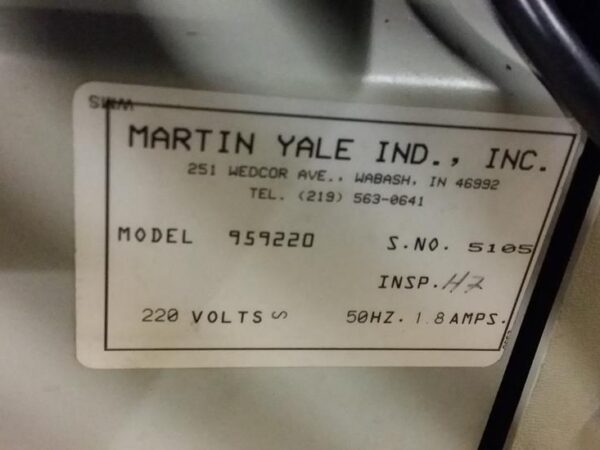 MARTIN YALE IND., INC.
251 WEDCOR AVE., WABASH, IN 46992
TEL. (219) 563-0641
MODEL 959220 S.NO. 5105
INSP. HZ
220 VOLTS ∿ 50HZ. 1.8 AMPS.